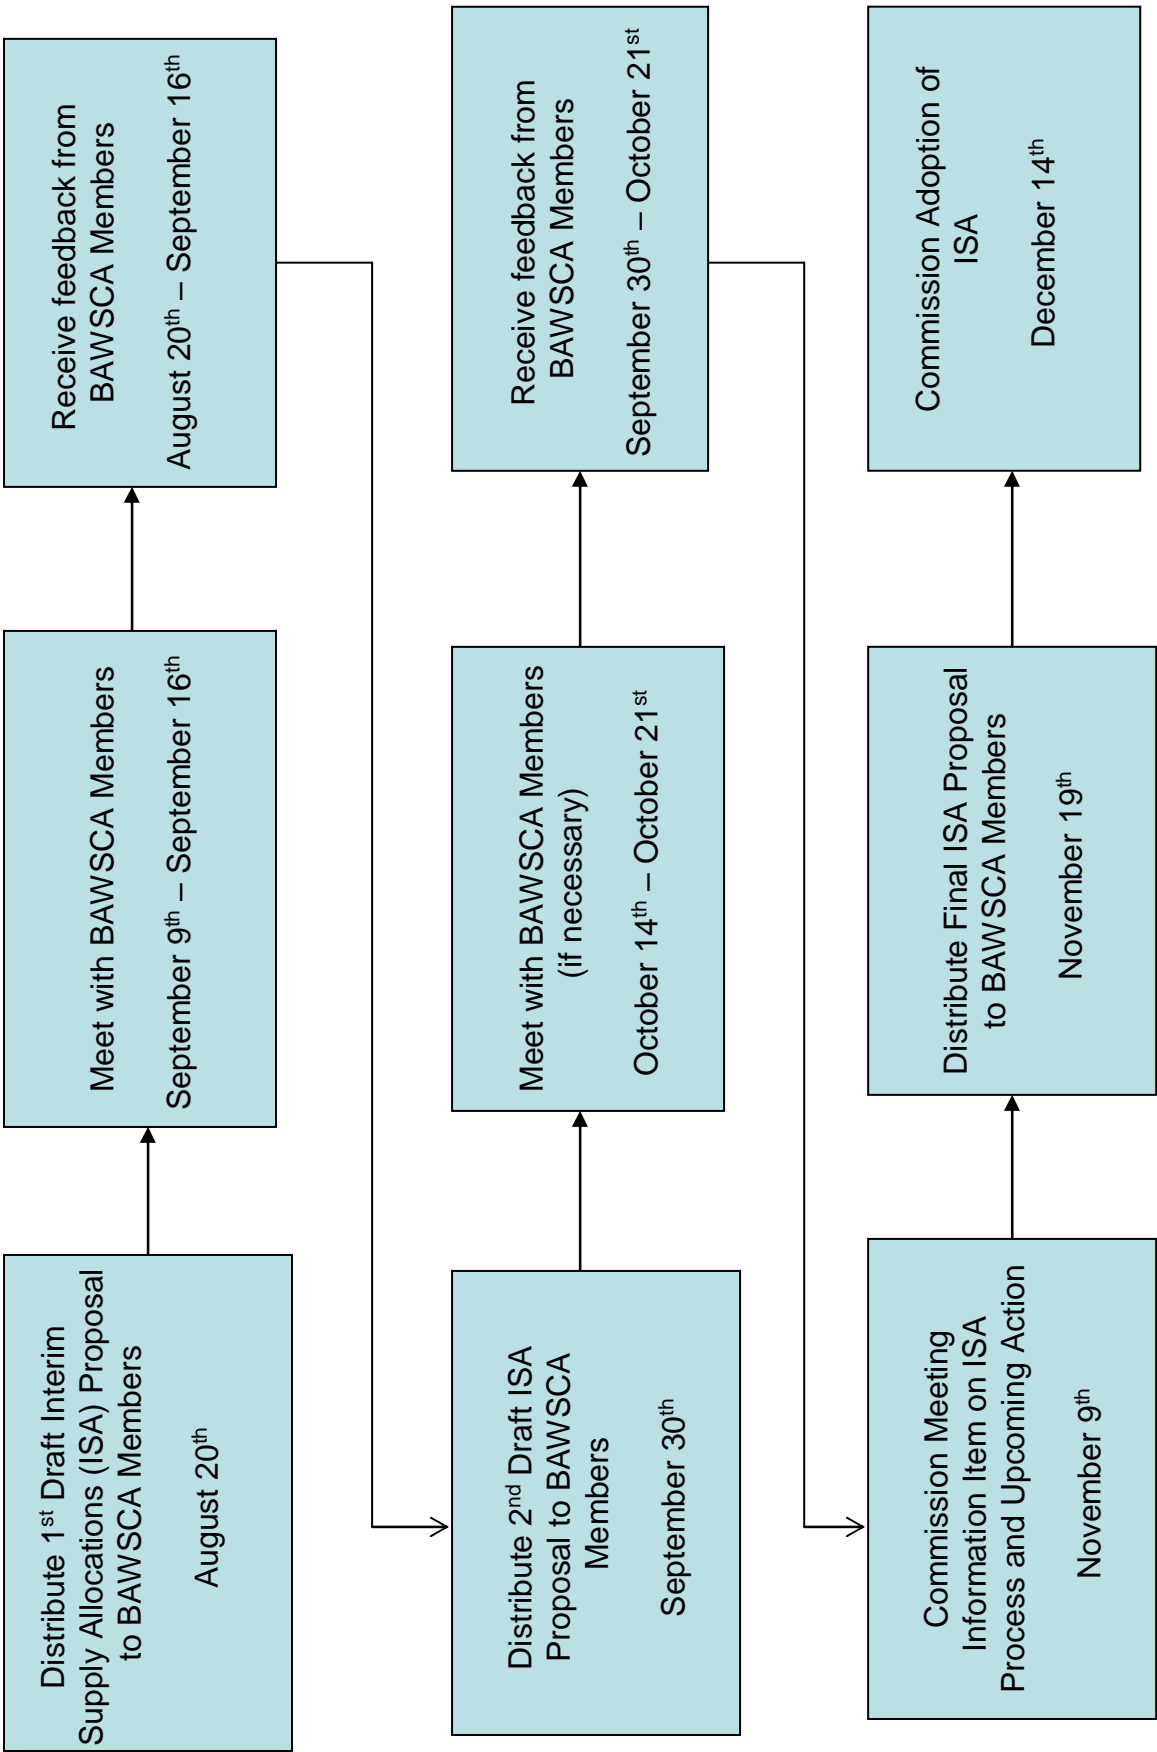 Distribute 1st Draft Interim
Supply Allocations (ISA) Proposal
to BAWSCA Members
August 20th
Meet with BAWSCA Members
September 9th – September 16th
Receive feedback from
BAWSCA Members
August 20th – September 16th
Distribute 2nd Draft ISA
Proposal to BAWSCA
Members
September 30th
Meet with BAWSCA Members
(if necessary)
October 14th – October 21st
Receive feedback from
BAWSCA Members
September 30th – October 21st
Commission Meeting
Information Item on ISA
Process and Upcoming Action
November 9th
Distribute Final ISA Proposal
to BAWSCA Members
November 19th
Commission Adoption of
ISA
December 14th